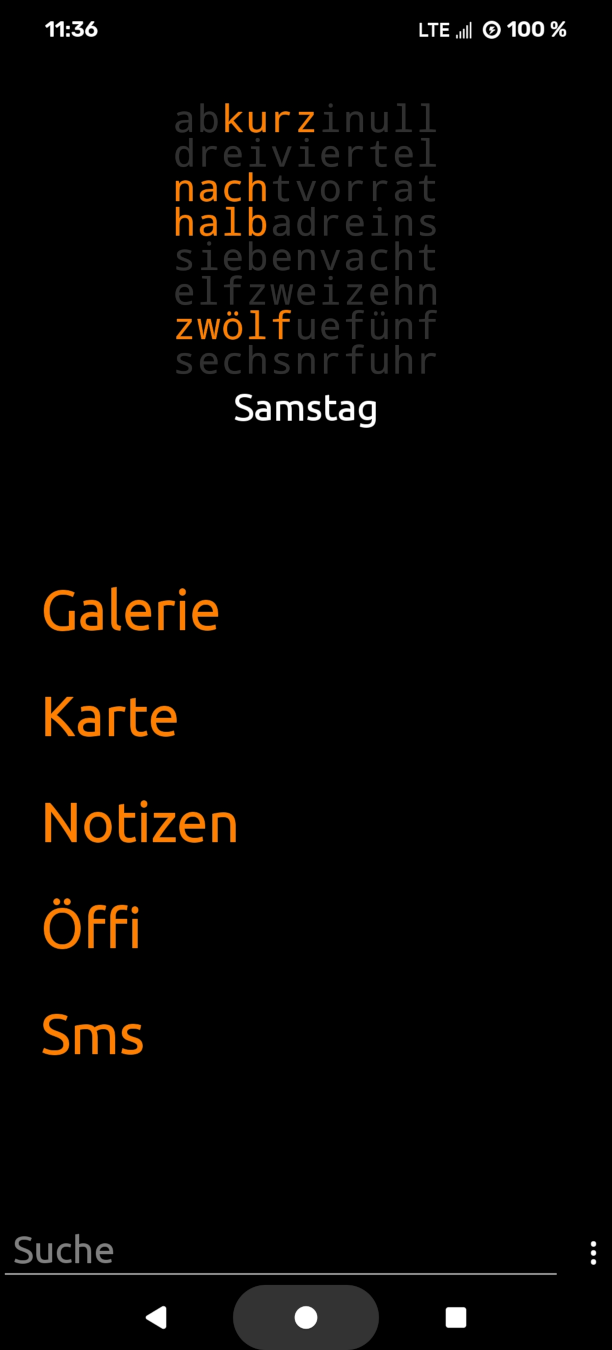 11:36 LTE 100 %
abkurzinull
dreiviertel
nachtvorrat
halbadreins
siebenvacht
elfzweizehn
zwölfuefünf
sechsnrfuhr
Samstag
Galerie
Karte
Notizen
Öffi
Sms
Suche